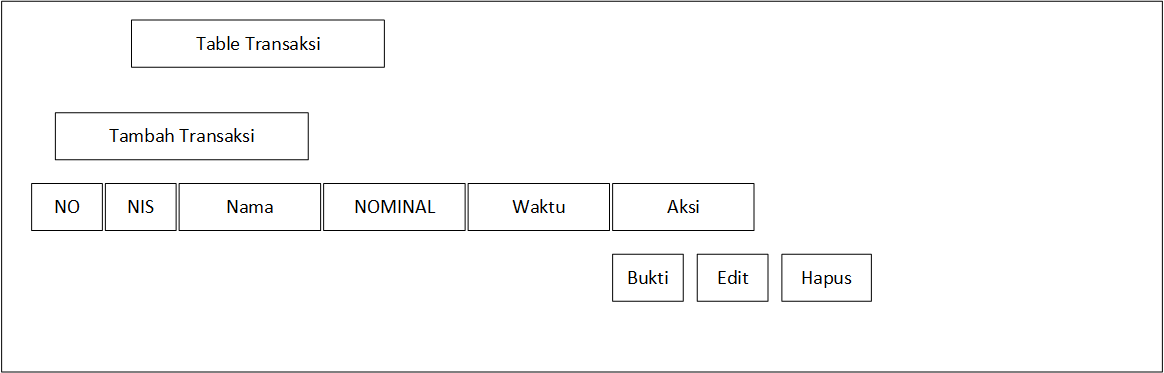 Table Transaksi
Tambah Transaksi
NO NIS Nama NOMINAL Waktu Aksi
Bukti Edit Hapus